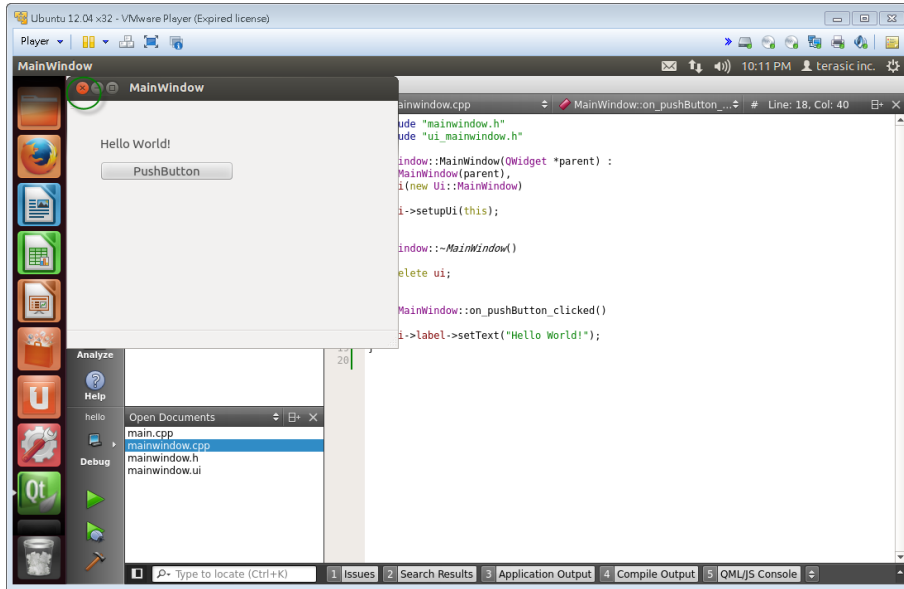 Ubuntu 12.04 x32 - VMware Player (Expired license)
Player
MainWindow
10:11 PM
terasic inc.
MainWindow
ainwindow.cpp
MainWindow::on_pushButton_...
#
Line: 18, Col: 40
Hello World!
PushButton
ude "mainwindow.h"
ude "ui_mainwindow.h"
indow::MainWindow(QWidget *parent) :
MainWindow(parent),
i(new Ui::MainWindow)
i->setupUi(this);
indow::~MainWindow()
elete ui;
MainWindow::on_pushButton_clicked()
i->label->setText("Hello World!");
19 }
20
Analyze
Help
hello
Debug
Open Documents
main.cpp
mainwindow.cpp
mainwindow.h
mainwindow.ui
Qt
Type to locate (Ctrl+K)
1 Issues
2 Search Results
3 Application Output
4 Compile Output
5 QML/JS Console